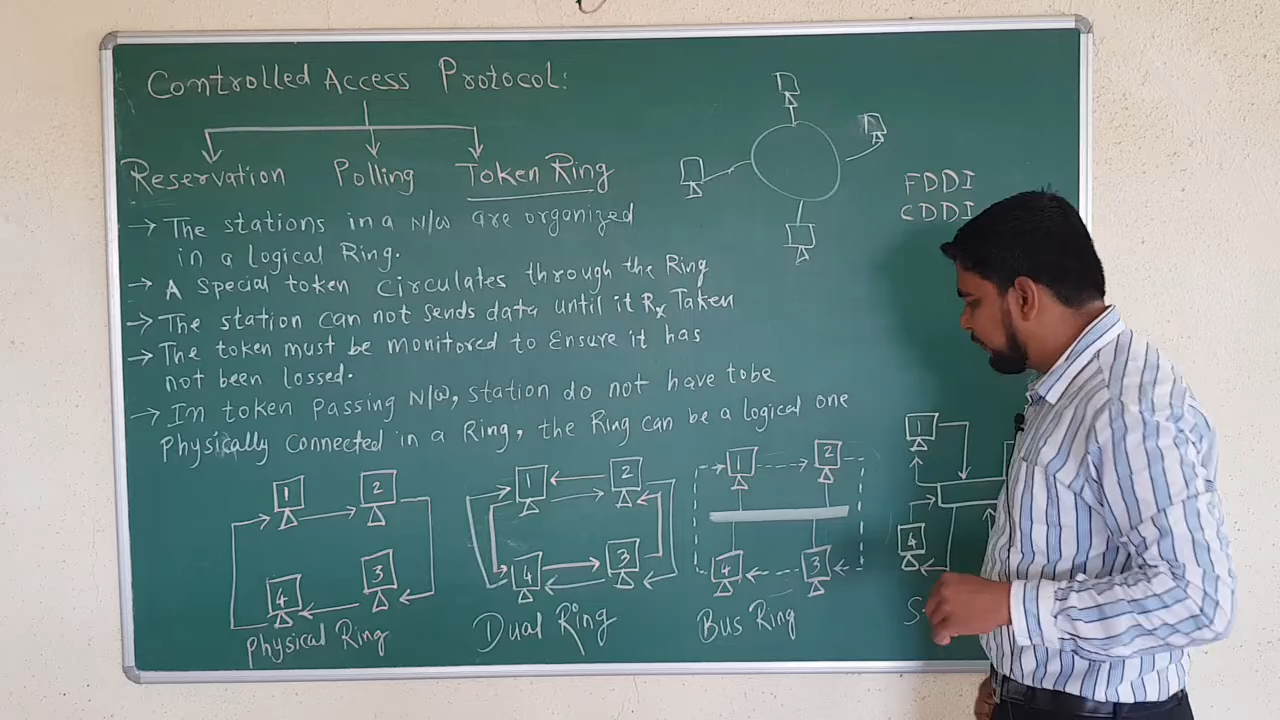 Controlled Access Protocol:
Reservation Polling Token Ring
→ The stations in a N/W are organized
in a Logical Ring.
→ A special token circulates through the Ring
→ The station can not sends data until it Rx Taken
→ The token must be monitored to Ensure it has
not been lossed.
→ In token passing N/W, station do not have tobe
Physically connected in a Ring, the Ring can be a logical one
FDDI
CDDI
1 2
3
4
Physical Ring
1 2
3
4
Dual Ring
1 2
3
4
Bus Ring
1
4